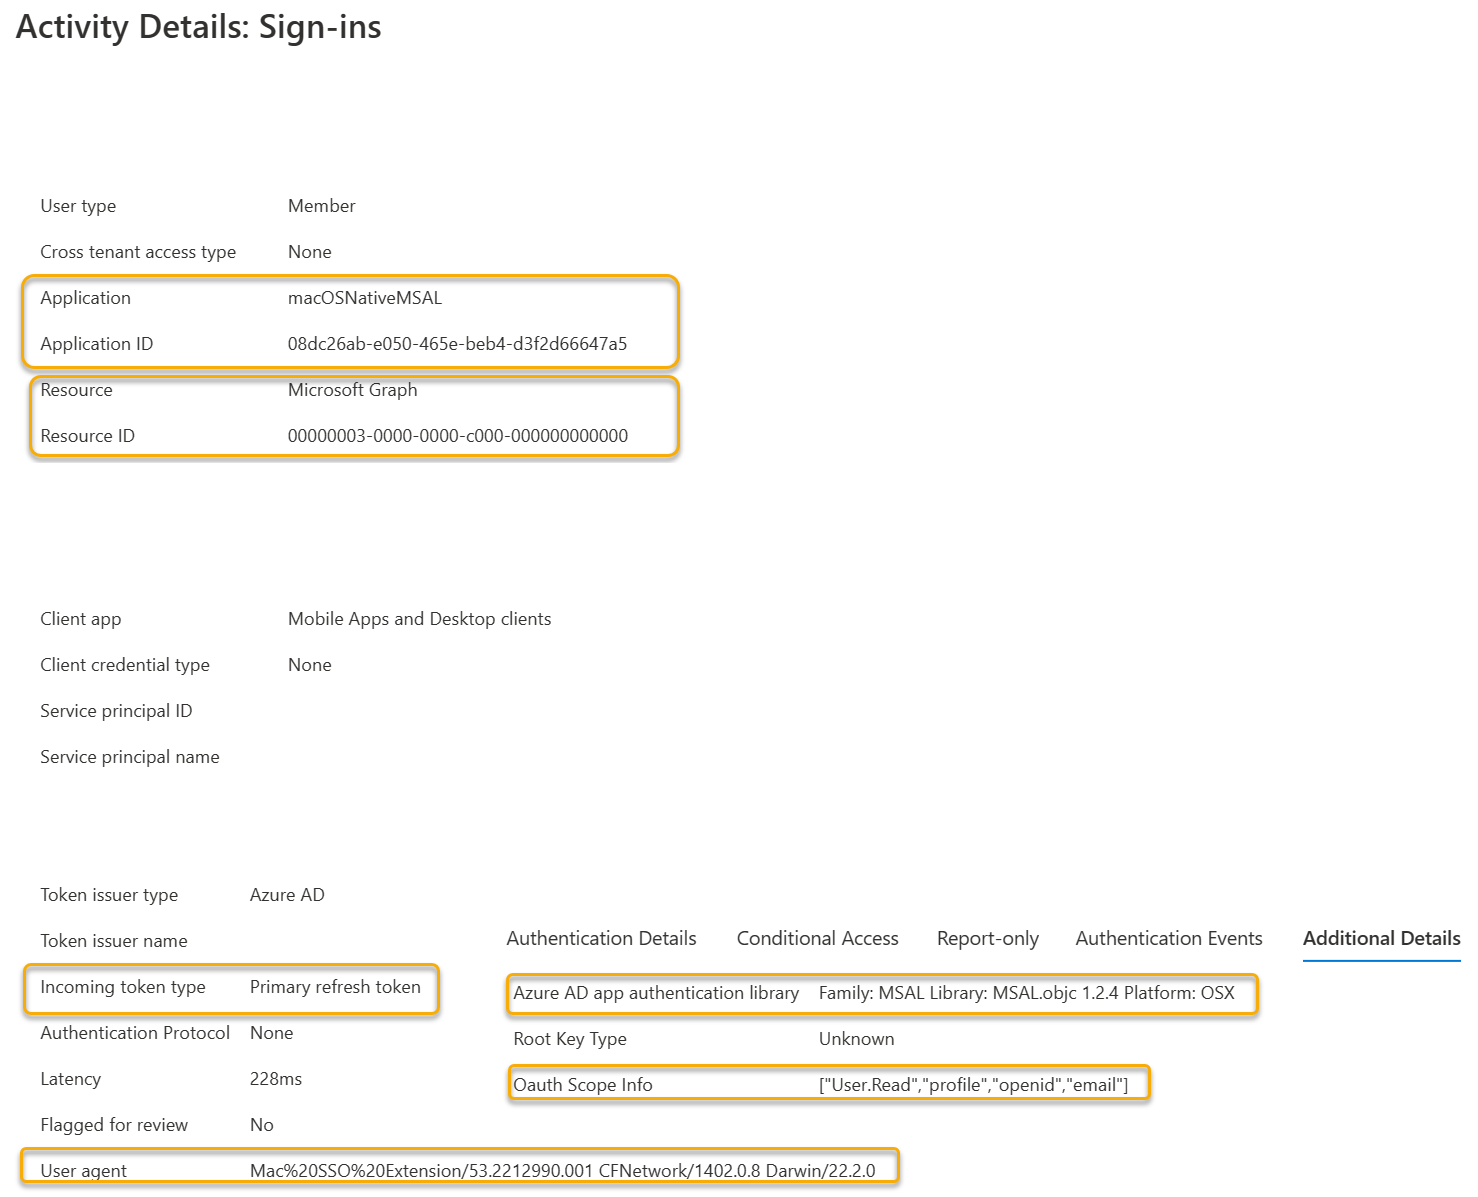 Activity Details: Sign-ins
User type Member
Cross tenant access type None
Application macOSNativeMSAL
Application ID 08dc26ab-e050-465e-beb4-d3f2d66647a5
Resource Microsoft Graph
Resource ID 00000003-0000-0000-c000-000000000000
Client app Mobile Apps and Desktop clients
Client credential type None
Service principal ID
Service principal name
Token issuer type Azure AD
Token issuer name
Incoming token type Primary refresh token
Authentication Protocol None
Latency 228ms
Flagged for review No
User agent Mac%20SSO%20Extension/53.2212990.001 CFNetwork/1402.0.8 Darwin/22.2.0
Authentication Details Conditional Access Report-only Authentication Events Additional Details
Azure AD app authentication library Family: MSAL Library: MSAL.objc 1.2.4 Platform: OSX
Root Key Type Unknown
Oauth Scope Info ["User.Read","profile","openid","email"]